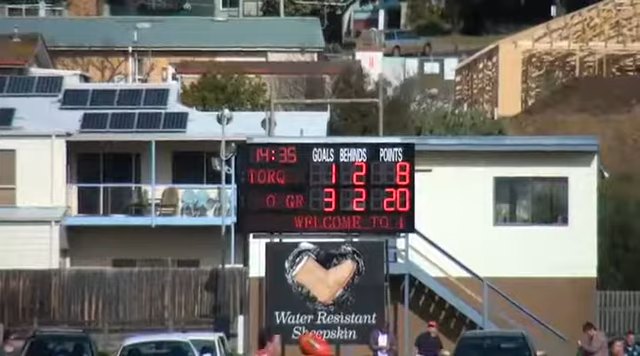 14:35 GOALS BEHINDS POINTS
TORQ 1 2 8
O GR 3 2 20
WELCOME TO
Water Resistant
Sheepskin